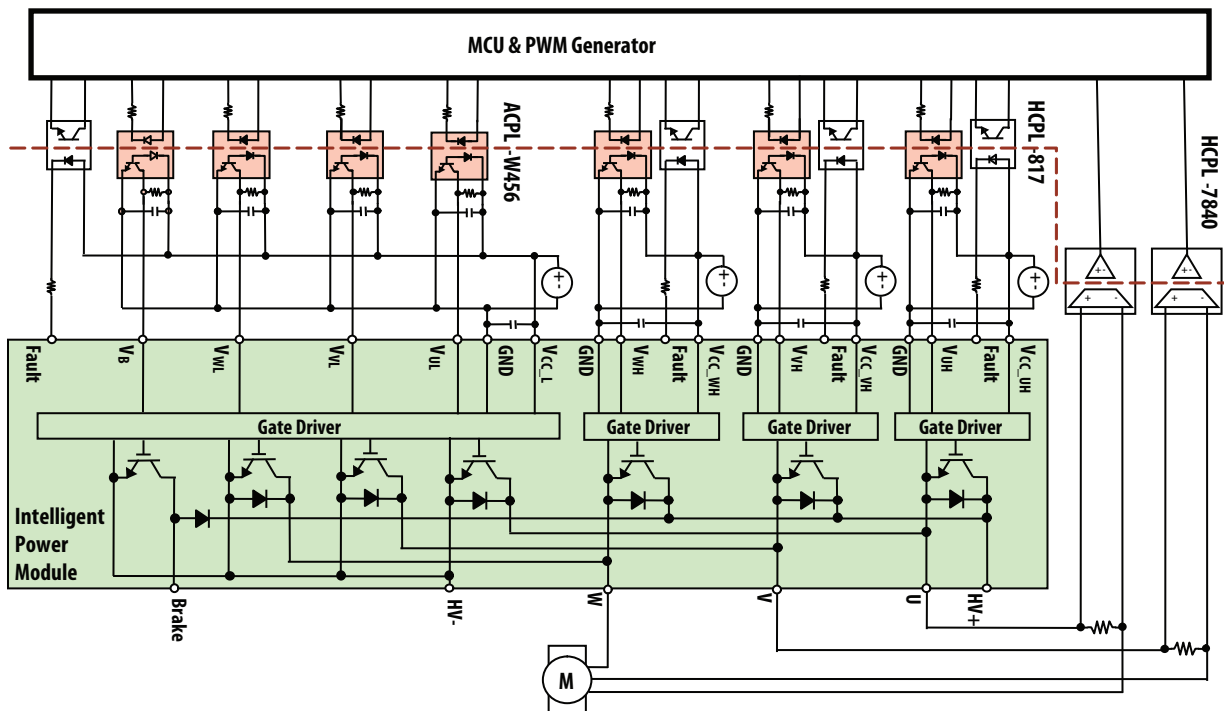 MCU & PWM Generator
ACPL -W456
HCPL -817
HCPL -7840
+ -
+ -
+ -
+ -
+-
+-
+ -
+ -
Fault
VB
VWL
VVL
VUL
GND
VCC_L
GND
VWH
Fault
VCC_WH
GND
VVH
Fault
VCC_VH
GND
VUH
Fault
VCC_UH
Gate Driver
Gate Driver
Gate Driver
Gate Driver
Intelligent
Power
Module
Brake
HV-
W
V
U
HV+
M